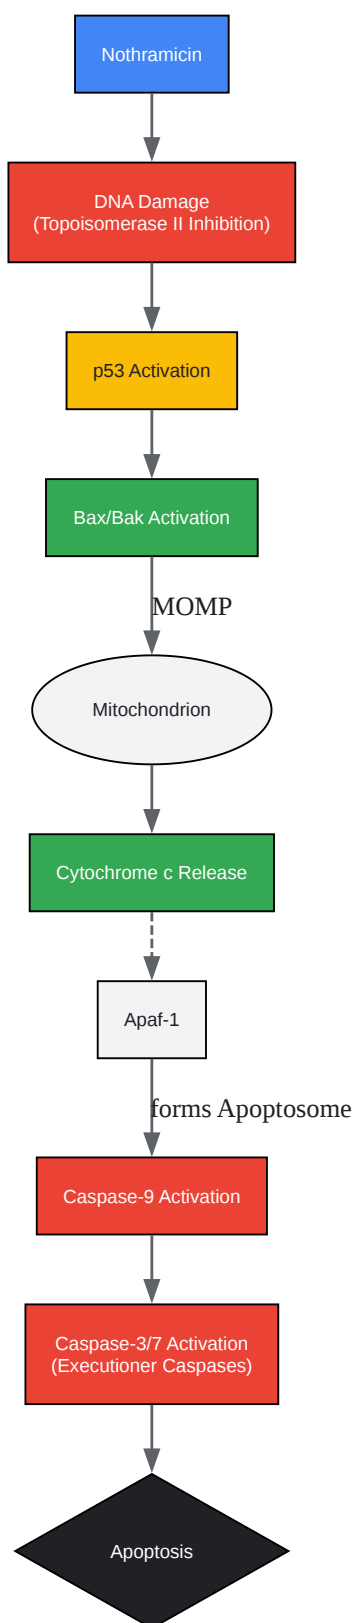 Nothramicin
DNA Damage
(Topoisomerase II Inhibition)
p53 Activation
Bax/Bak Activation
MOMP
Mitochondrion
Cytochrome c Release
Apaf-1
forms Apoptosome
Caspase-9 Activation
Caspase-3/7 Activation
(Executioner Caspases)
Apoptosis